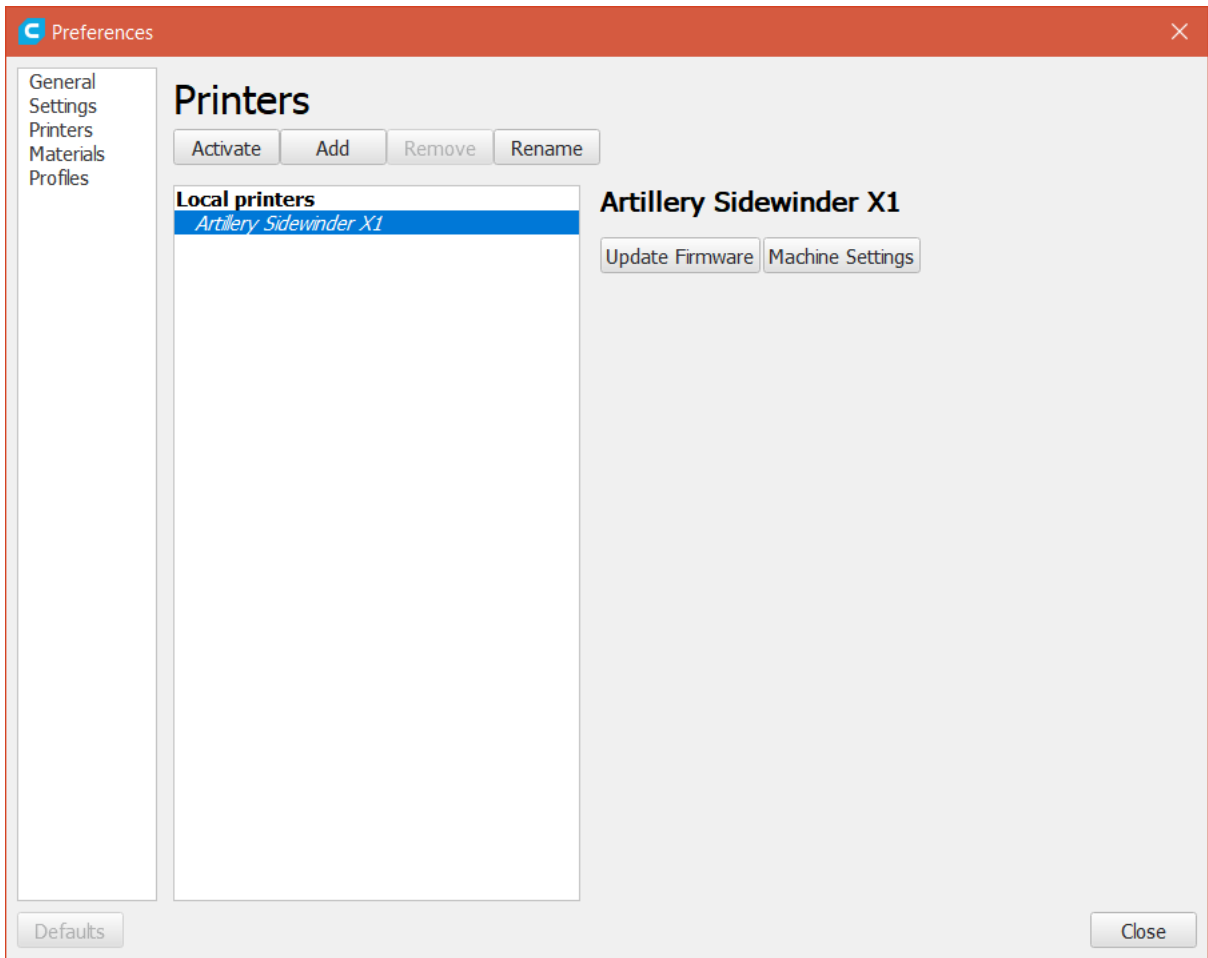 Preferences
General
Settings
Printers
Materials
Profiles
Printers
Activate Add Remove Rename
Local printers
Artillery Sidewinder X1
Artillery Sidewinder X1
Update Firmware Machine Settings
Defaults
Close